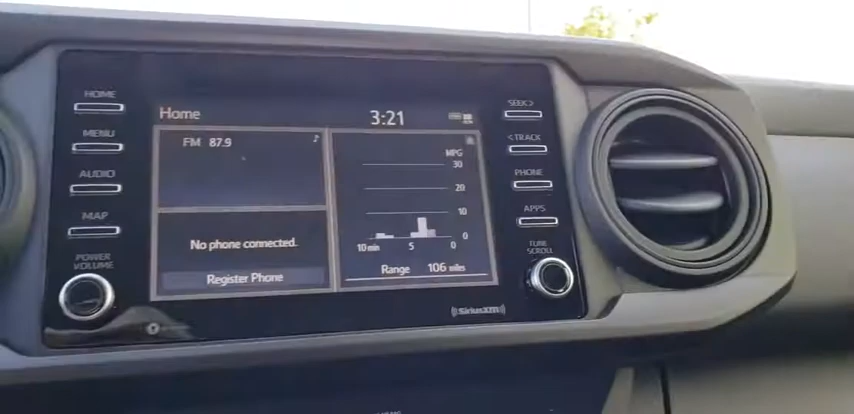 HOME
MENU
AUDIO
MAP
POWER
VOLUME
Home
3:21
FM 87.9
No phone connected.
Register Phone
MPG
30
20
10
0
10 min
5
0
Range 106 miles
SEEK>
<TRACK
PHONE
APPS
TUNE
SCROLL
((SiriusXM))